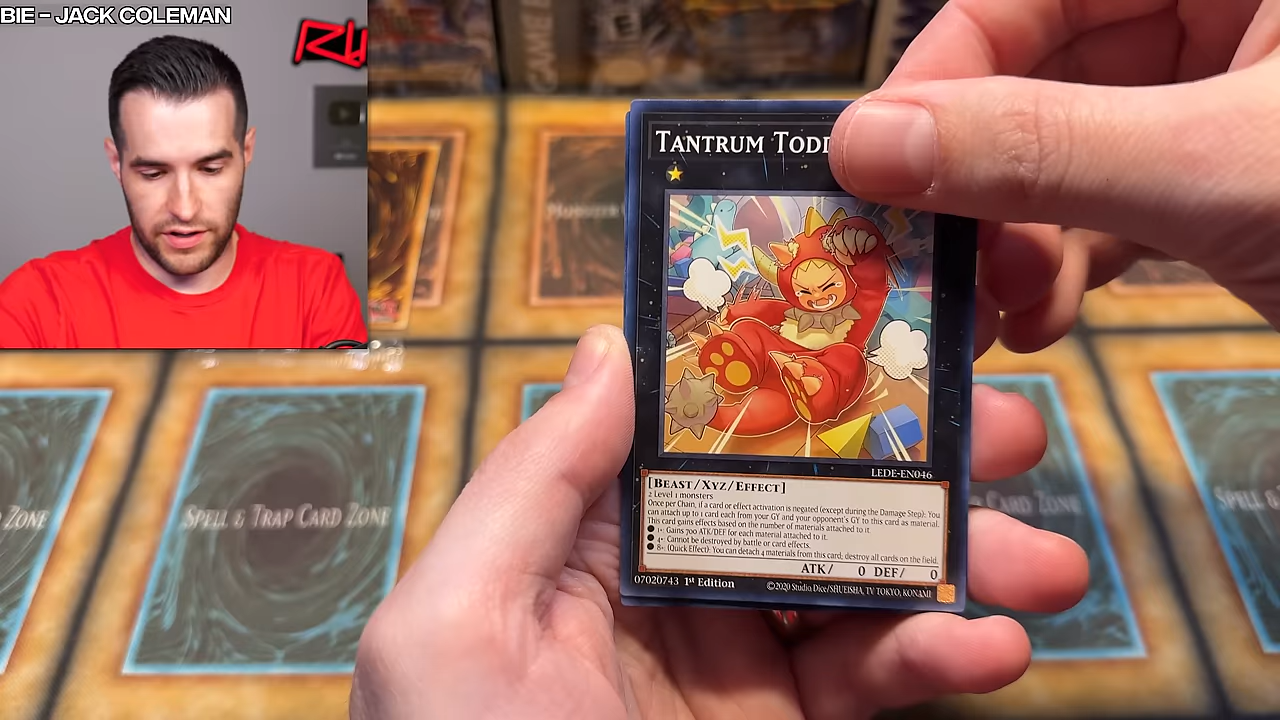 BIE – JACK COLEMAN
GAME B
TANTRUM TODD
LEDE-EN046
[BEAST/XYZ/EFFECT]
2 Level 1 monsters
Once per Chain, if a card or effect activation is negated (except during the Damage Step): You
can attach up to 1 card each from your GY and your opponent's GY to this card as material.
This card gains effects based on the number of materials attached to it.
● 1+: Gains 700 ATK/DEF for each material attached to it.
● 4+: Cannot be destroyed by battle or card effects.
● 8+: (Quick Effect): You can detach 4 materials from this card; destroy all cards on the field.
ATK/ 0 DEF/ 0
07020743 1st Edition
©2020 Studio Dice/SHUEISHA, TV TOKYO, KONAMI
ZONE
SPELL & TRAP CARD ZONE
CARD ZONE
SPELL &